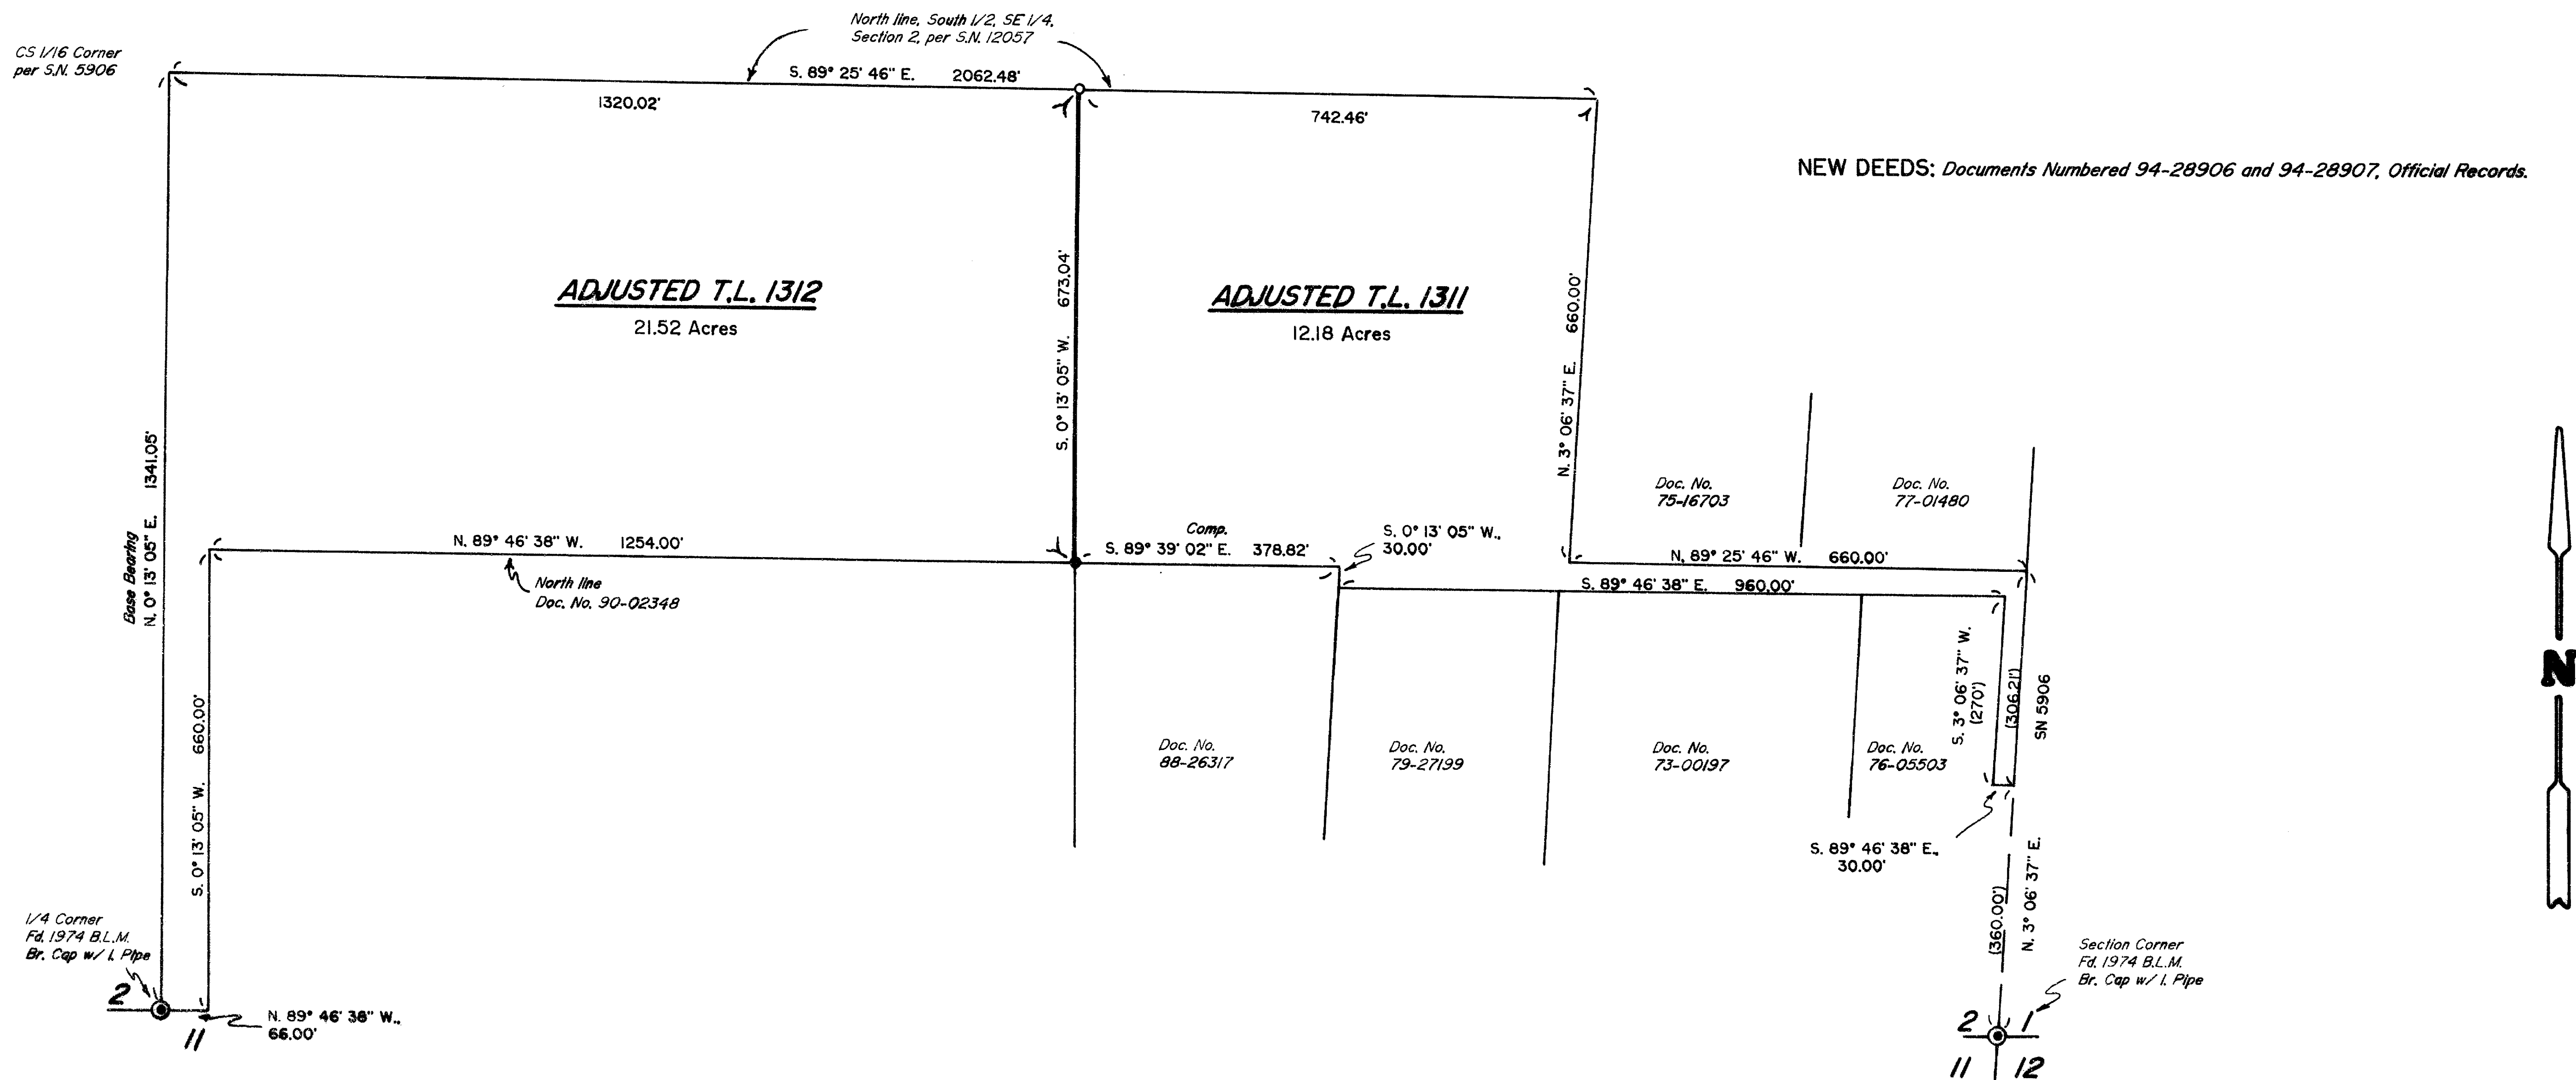 North line, South 1/2, SE 1/4,
Section 2, per S.N. 12057
CS 1/16 Corner
per S.N. 5906
S. 89° 25' 46" E. 2062.48'
1320.02'
742.46'
NEW DEEDS: Documents Numbered 94-28906 and 94-28907, Official Records.
ADJUSTED T.L. 1312
21.52 Acres
S. 0° 13' 05" W. 673.04'
ADJUSTED T.L. 1311
12.18 Acres
N. 3° 06' 37" E. 660.00'
Base Bearing
N. 0° 13' 05" E. 1341.05'
Doc. No.
75-16703
Doc. No.
77-01480
N. 89° 46' 38" W. 1254.00'
North line
Doc. No. 90-02348
Comp.
S. 89° 39' 02" E. 378.82'
S. 0° 13' 05" W.,
30.00'
N. 89° 25' 46" W. 660.00'
S. 89° 46' 38" E. 960.00'
S. 0° 13' 05" W. 660.00'
Doc. No.
88-26317
Doc. No.
79-27199
Doc. No.
73-00197
Doc. No.
76-05503
S. 3° 06' 37" W.
(270')
(306.21')
SN 5906
N
S. 89° 46' 38" E.,
30.00'
(360.00')
N. 3° 06' 37" E.
1/4 Corner
Fd. 1974 B.L.M.
Br. Cap w/ I. Pipe
2
11
N. 89° 46' 38" W.,
66.00'
Section Corner
Fd. 1974 B.L.M.
Br. Cap w/ I. Pipe
2 1
11 12